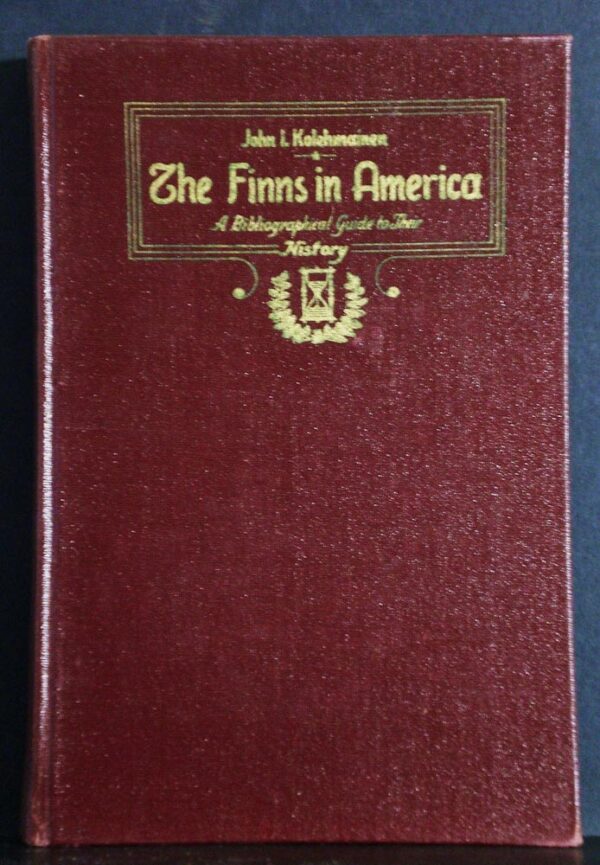 John I. Kolehmainen
The Finns in America
A Bibliographical Guide to Their
History